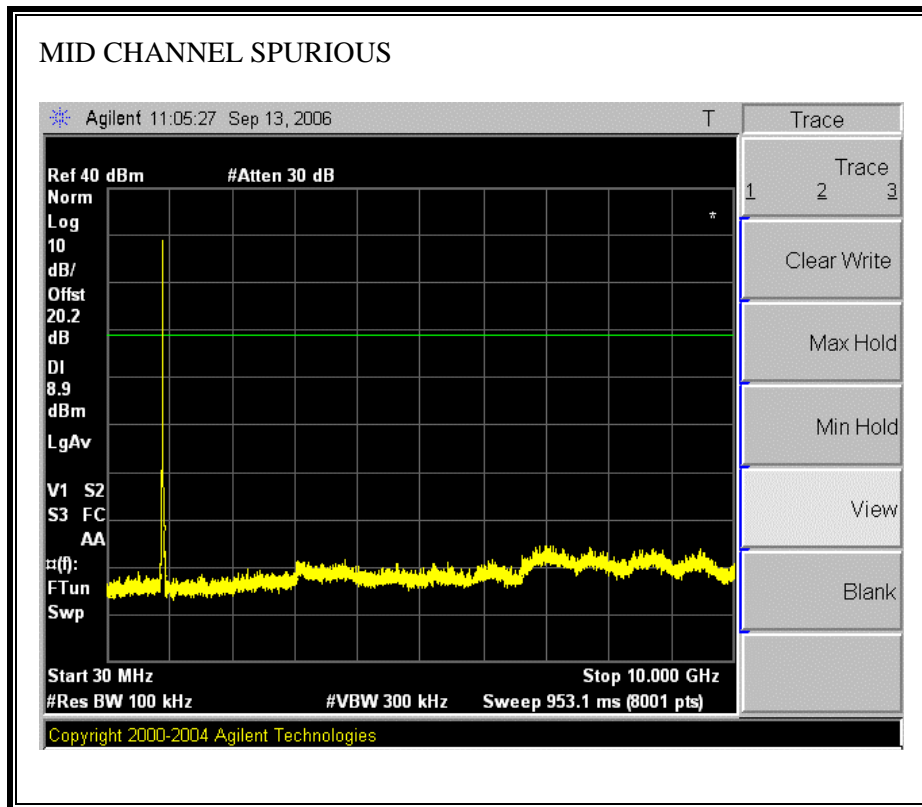 MID CHANNEL SPURIOUS
Agilent 11:05:27 Sep 13, 2006 T
Trace
Ref 40 dBm #Atten 30 dB
Norm
Log
10
dB/
Offst
20.2
dB
DI
8.9
dBm
LgAv
V1 S2
S3 FC
AA
¤(f):
FTun
Swp
*
Start 30 MHz Stop 10.000 GHz
#Res BW 100 kHz #VBW 300 kHz Sweep 953.1 ms (8001 pts)
Copyright 2000-2004 Agilent Technologies
Trace
1 2 3
Clear Write
Max Hold
Min Hold
View
Blank